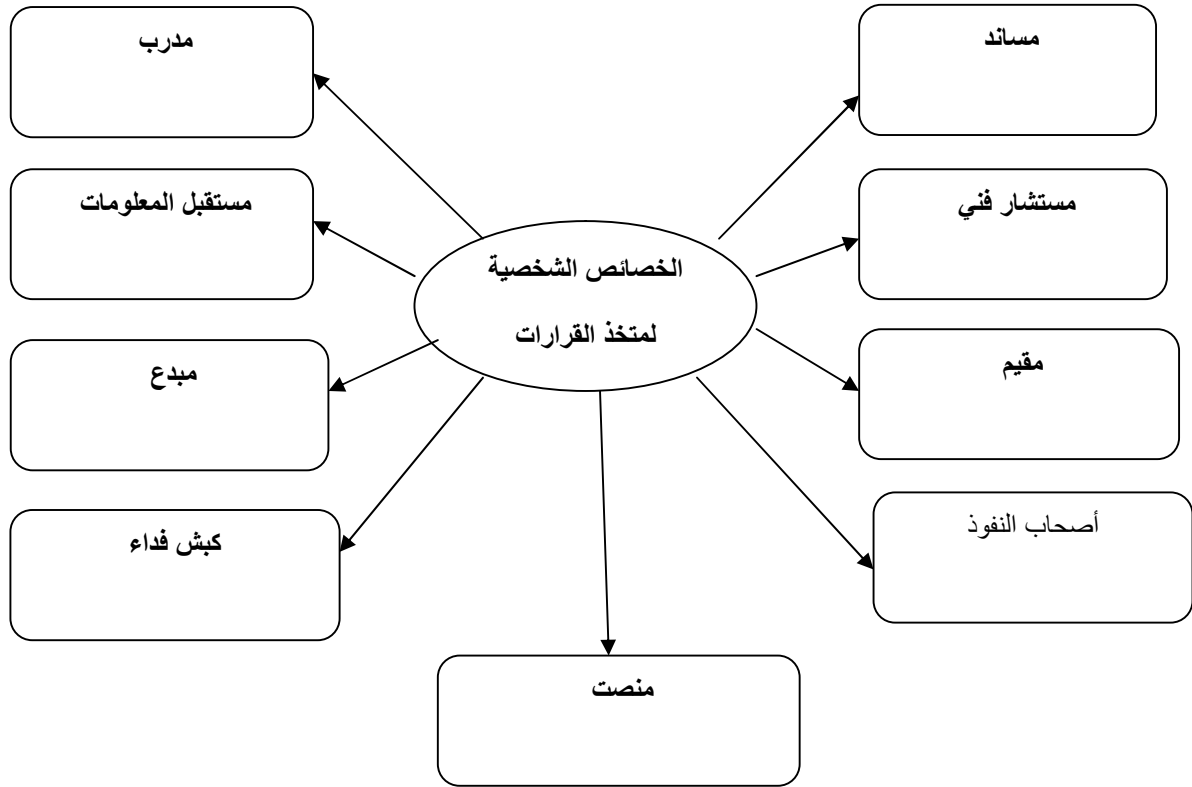 مساند
مدرب
مستشار فني
مستقبل المعلومات
الخصائص الشخصية
لمتخذ القرارات
مقيم
مبدع
أصحاب النفوذ
كبش فداء
منصت